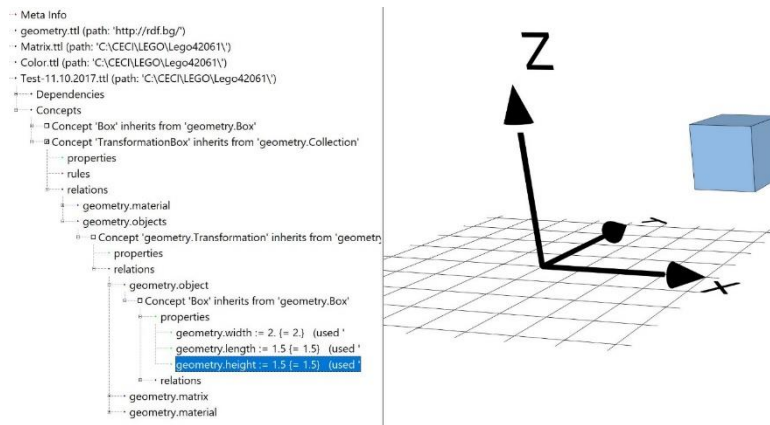 Meta Info
geometry.ttl (path: 'http://rdf.bg/')
Matrix.ttl (path: 'C:\CECI\LEGO\Lego42061\')
Color.ttl (path: 'C:\CECI\LEGO\Lego42061\')
Test-11.10.2017.ttl (path: 'C:\CECI\LEGO\Lego42061\')
Dependencies
Concepts
Concept 'Box' inherits from 'geometry.Box'
Concept 'TransformationBox' inherits from 'geometry.Collection'
properties
rules
relations
geometry.material
geometry.objects
Concept 'geometry.Transformation' inherits from 'geometry
properties
relations
geometry.object
Concept 'Box' inherits from 'geometry.Box'
properties
geometry.width := 2. {= 2.} (used '
geometry.length := 1.5 {= 1.5} (used '
geometry.height := 1.5 {= 1.5} (used '
relations
geometry.matrix
geometry.material
Z
Y
X